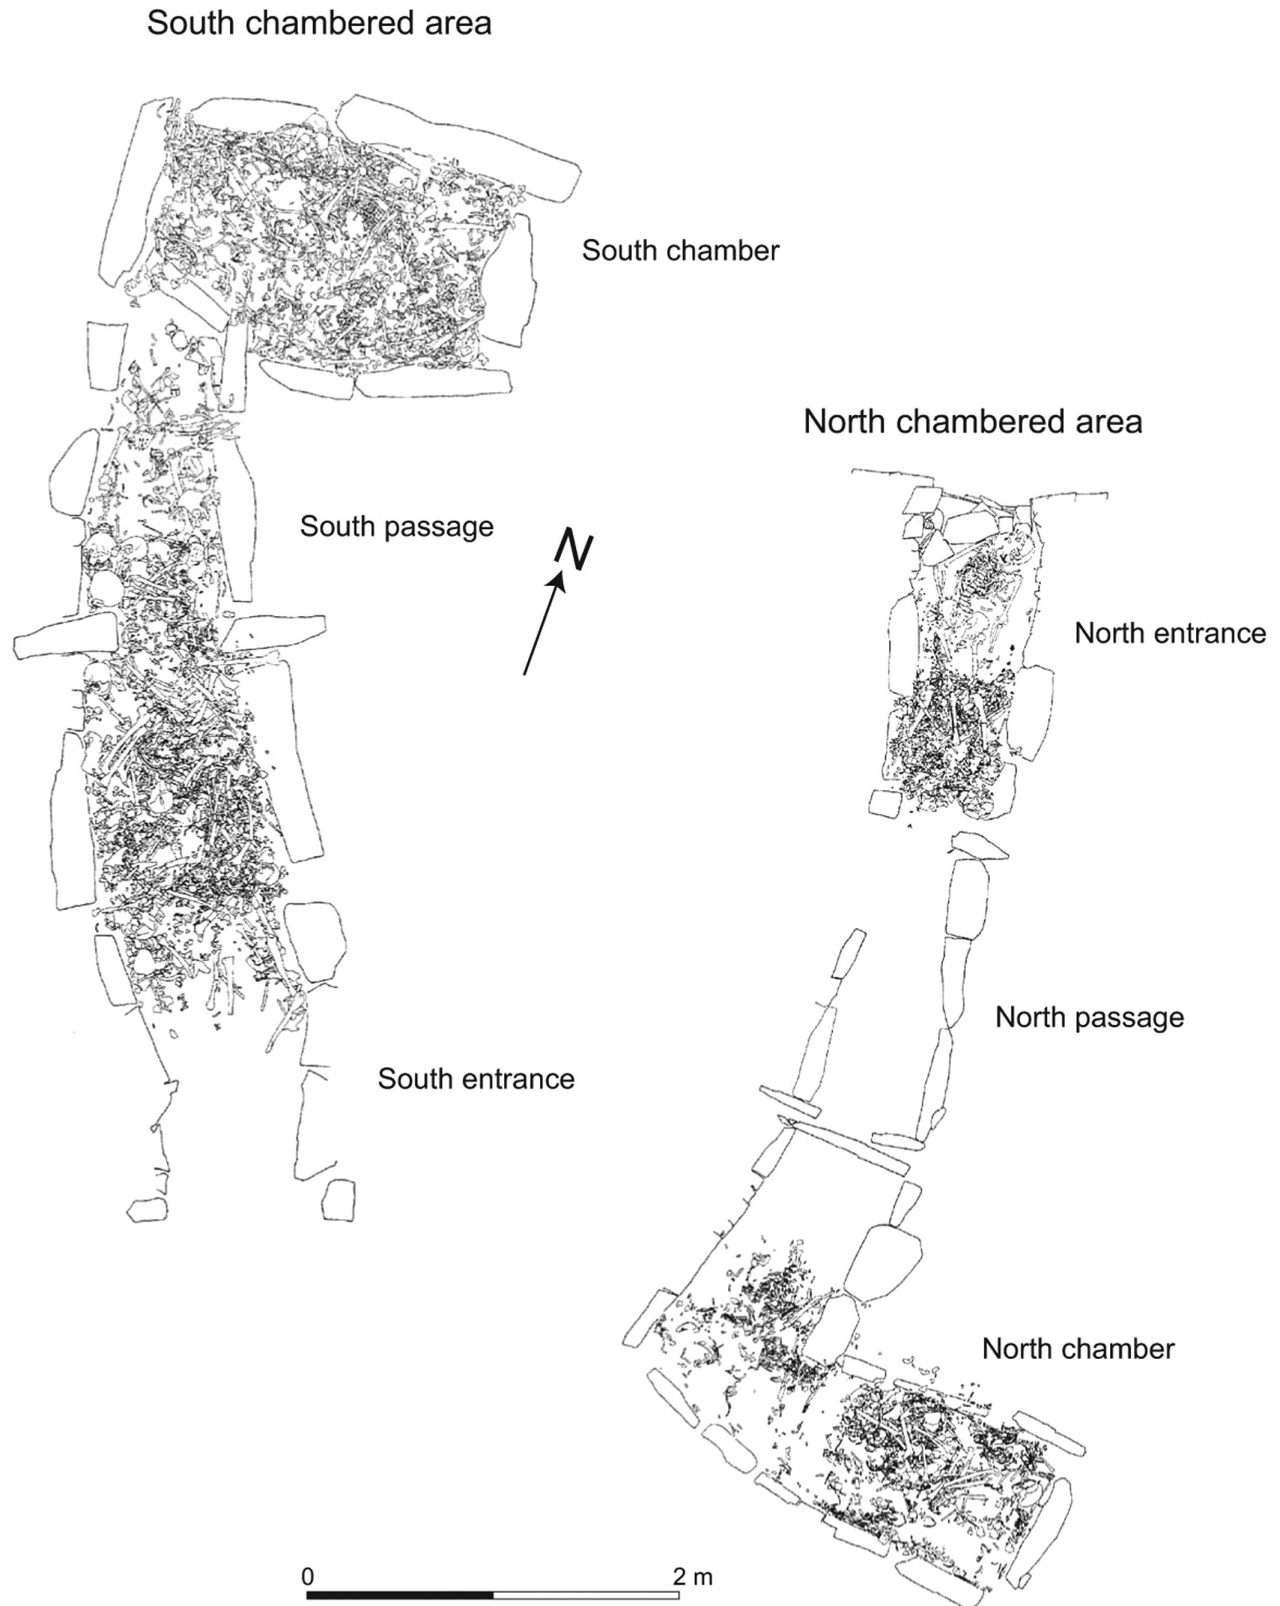 South chambered area
South chamber
North chambered area
South passage
N
North entrance
North passage
South entrance
North chamber
0
2 m